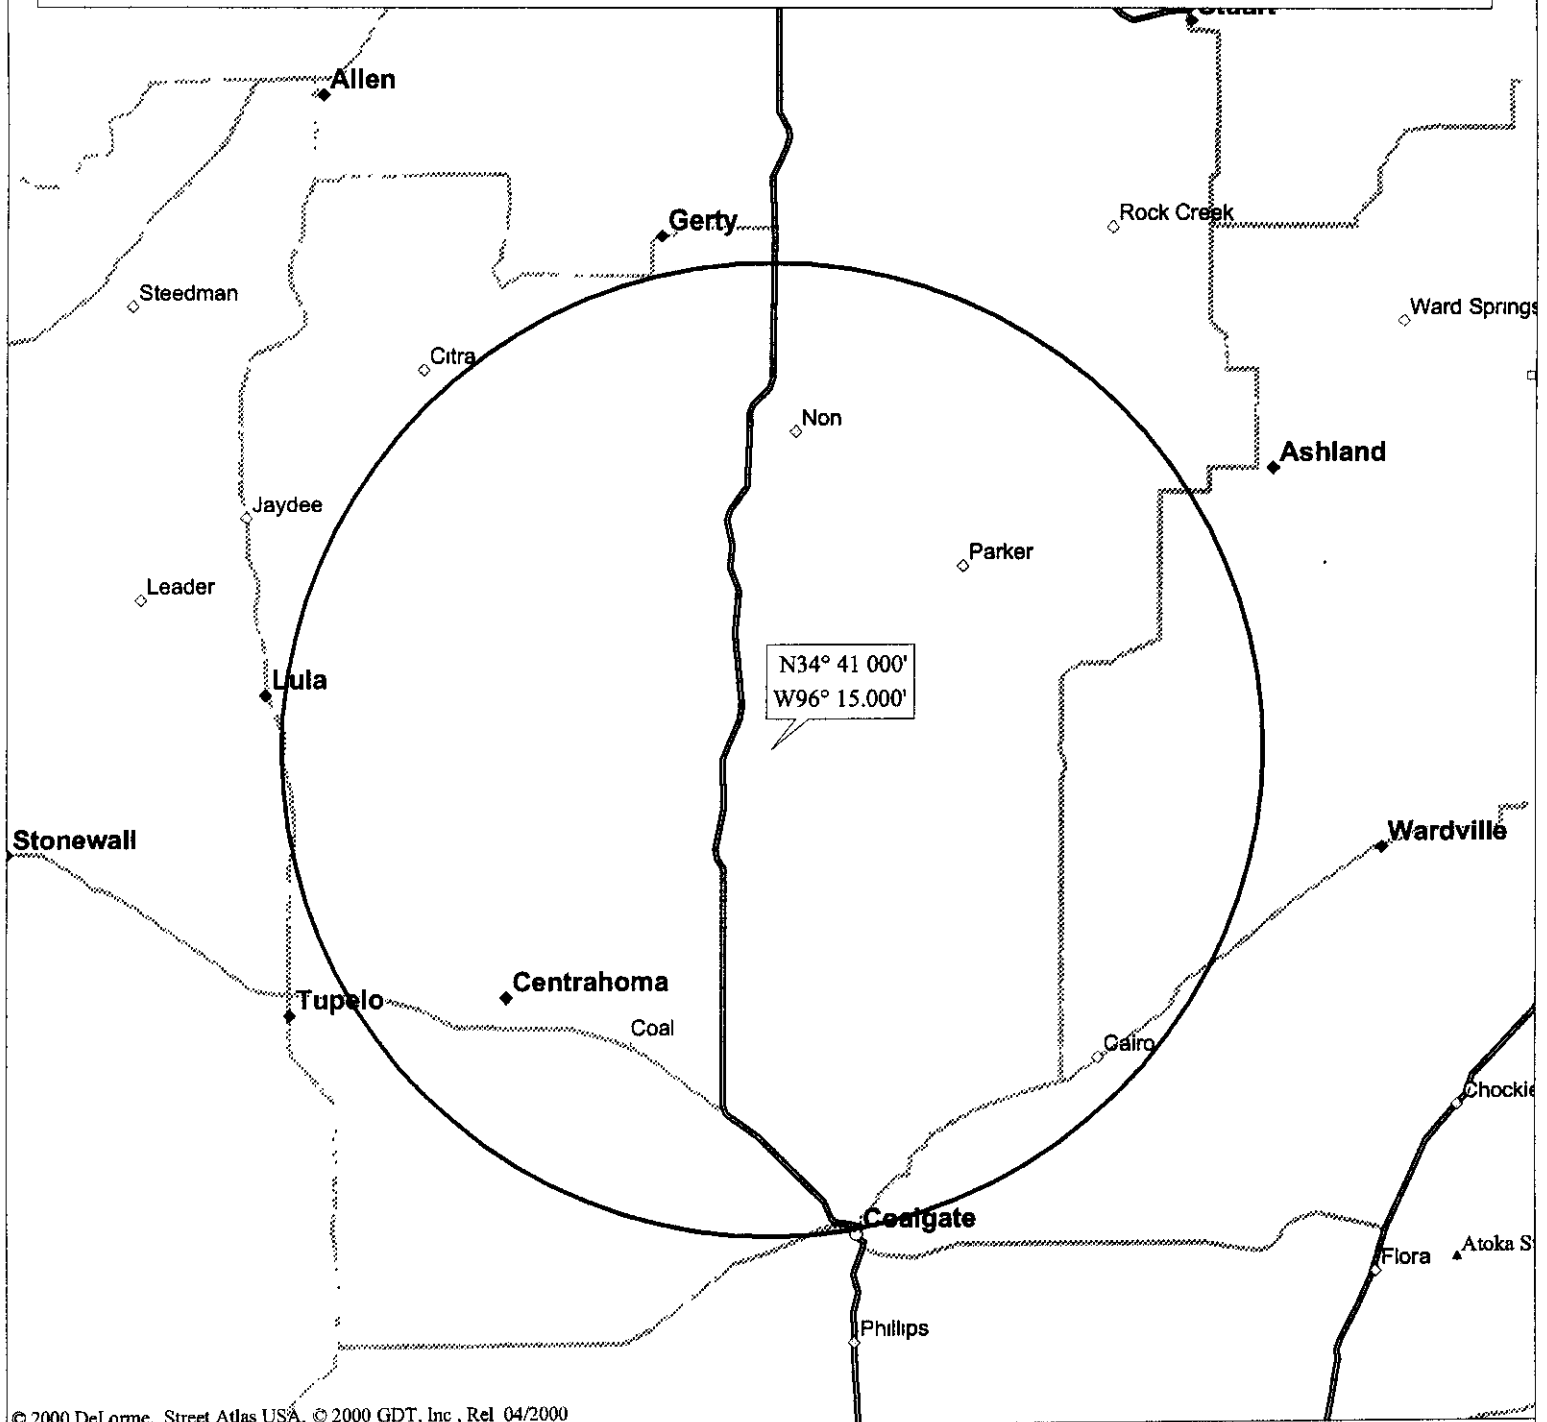 Stuart
Allen
Gerty
Rock Creek
Steedman
Ward Springs
Citra
Non
Ashland
Jaydee
Parker
Leader
N34° 41 000'
W96° 15.000'
Lula
Stonewall
Wardville
Centrahoma
Tupelo
Coal
Cairo
Chockie
Coalgate
Atoka S
Flora
Phillips
© 2000 DeLorme. Street Atlas USA. © 2000 GDT, Inc., Rel 04/2000